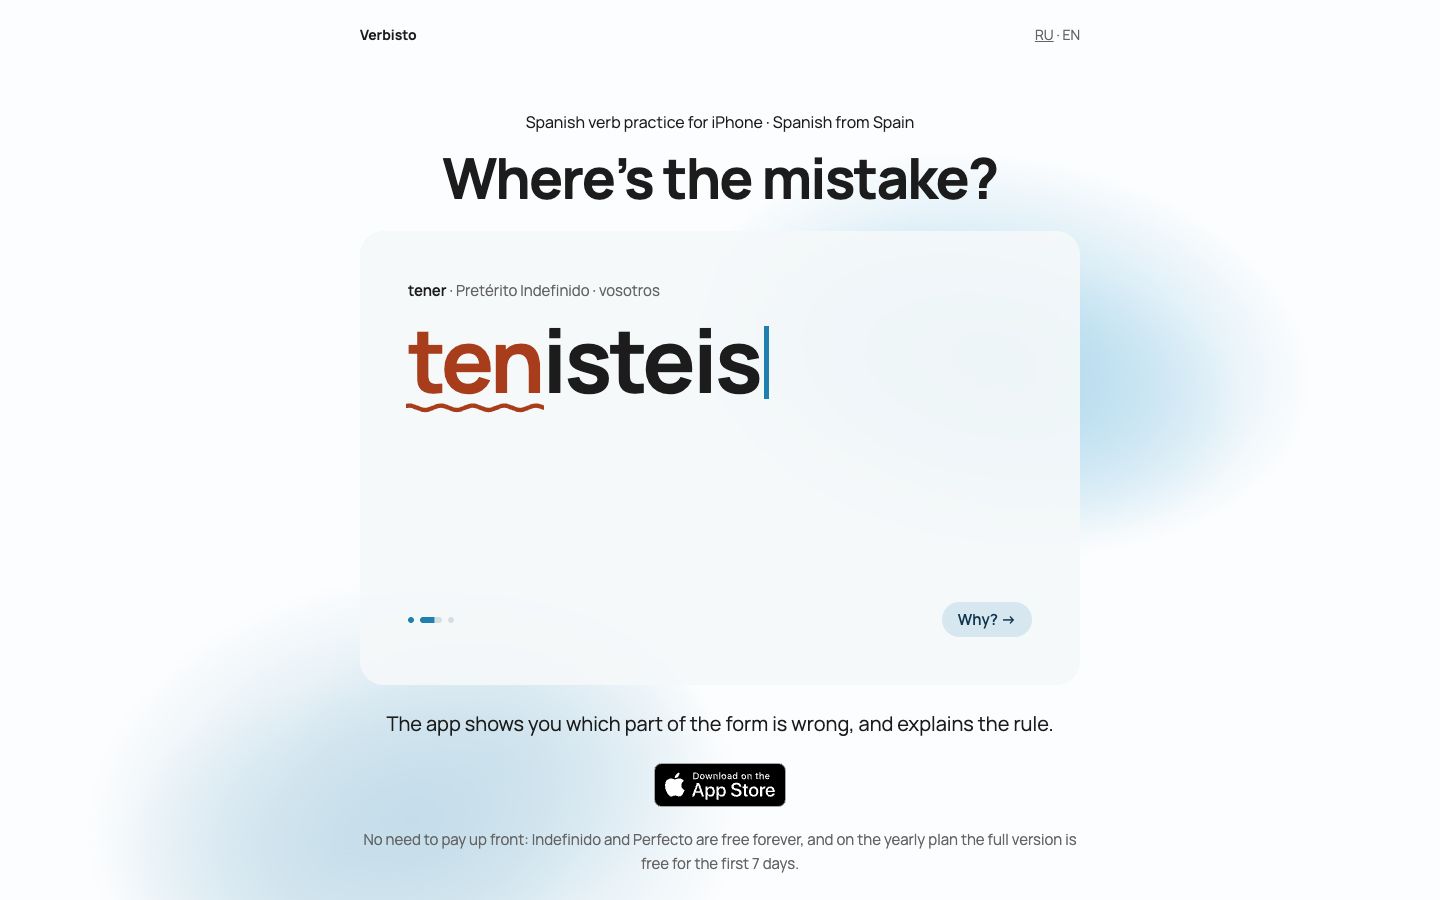 Verbisto
RU · EN
Spanish verb practice for iPhone · Spanish from Spain
Where’s the mistake?
tener · Pretérito Indefinido · vosotros
tenisteis
Why? →
The app shows you which part of the form is wrong, and explains the rule.
Download on the
App Store
No need to pay up front: Indefinido and Perfecto are free forever, and on the yearly plan the full version is
free for the first 7 days.